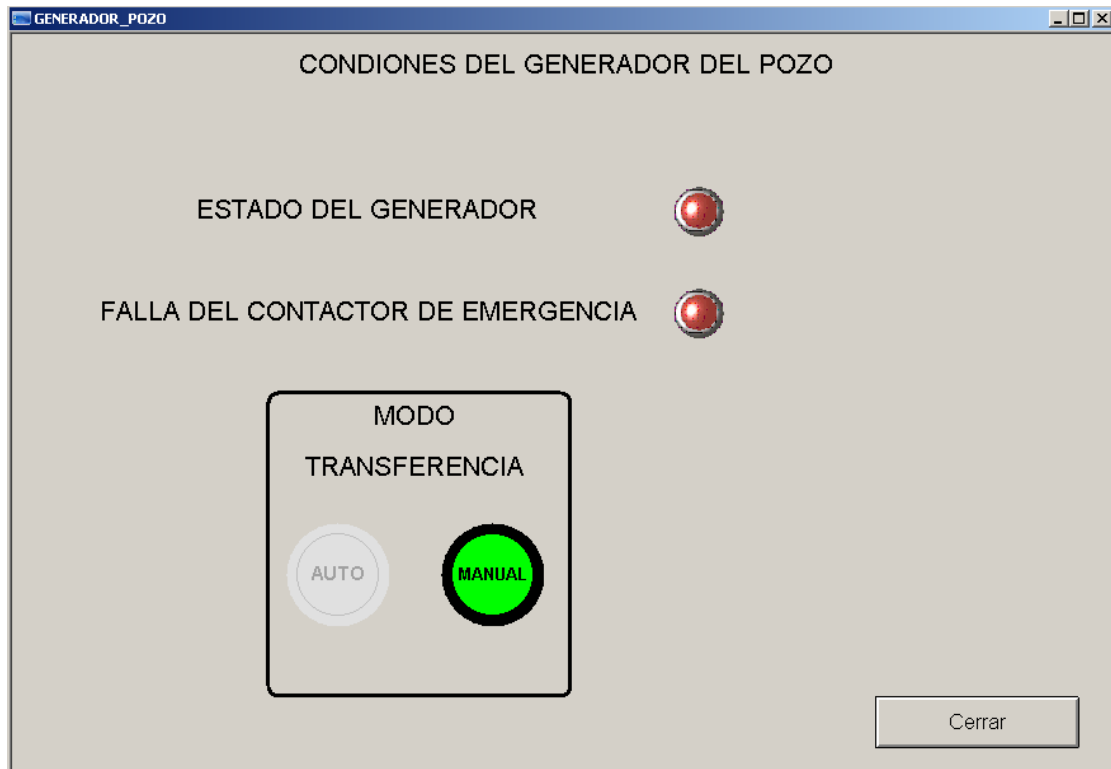 GENERADOR_POZO
CONDIONES DEL GENERADOR DEL POZO
ESTADO DEL GENERADOR
FALLA DEL CONTACTOR DE EMERGENCIA
MODO
TRANSFERENCIA
AUTO
MANUAL
Cerrar